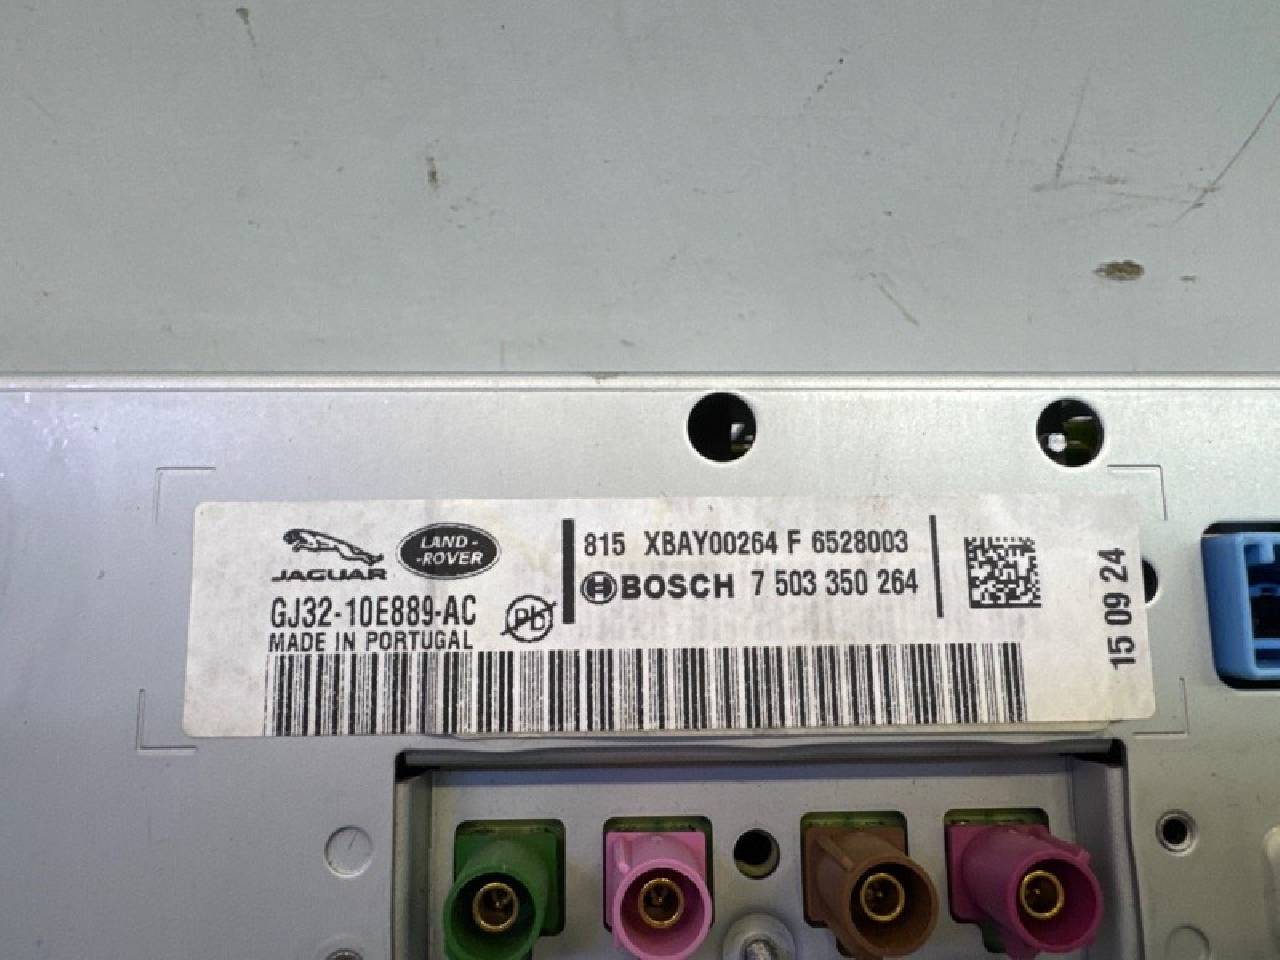 JAGUAR
LAND-
-ROVER
GJ32-10E889-AC
Pb
MADE IN PORTUGAL
815 XBAY00264 F 6528003
BOSCH 7 503 350 264
15 09 24